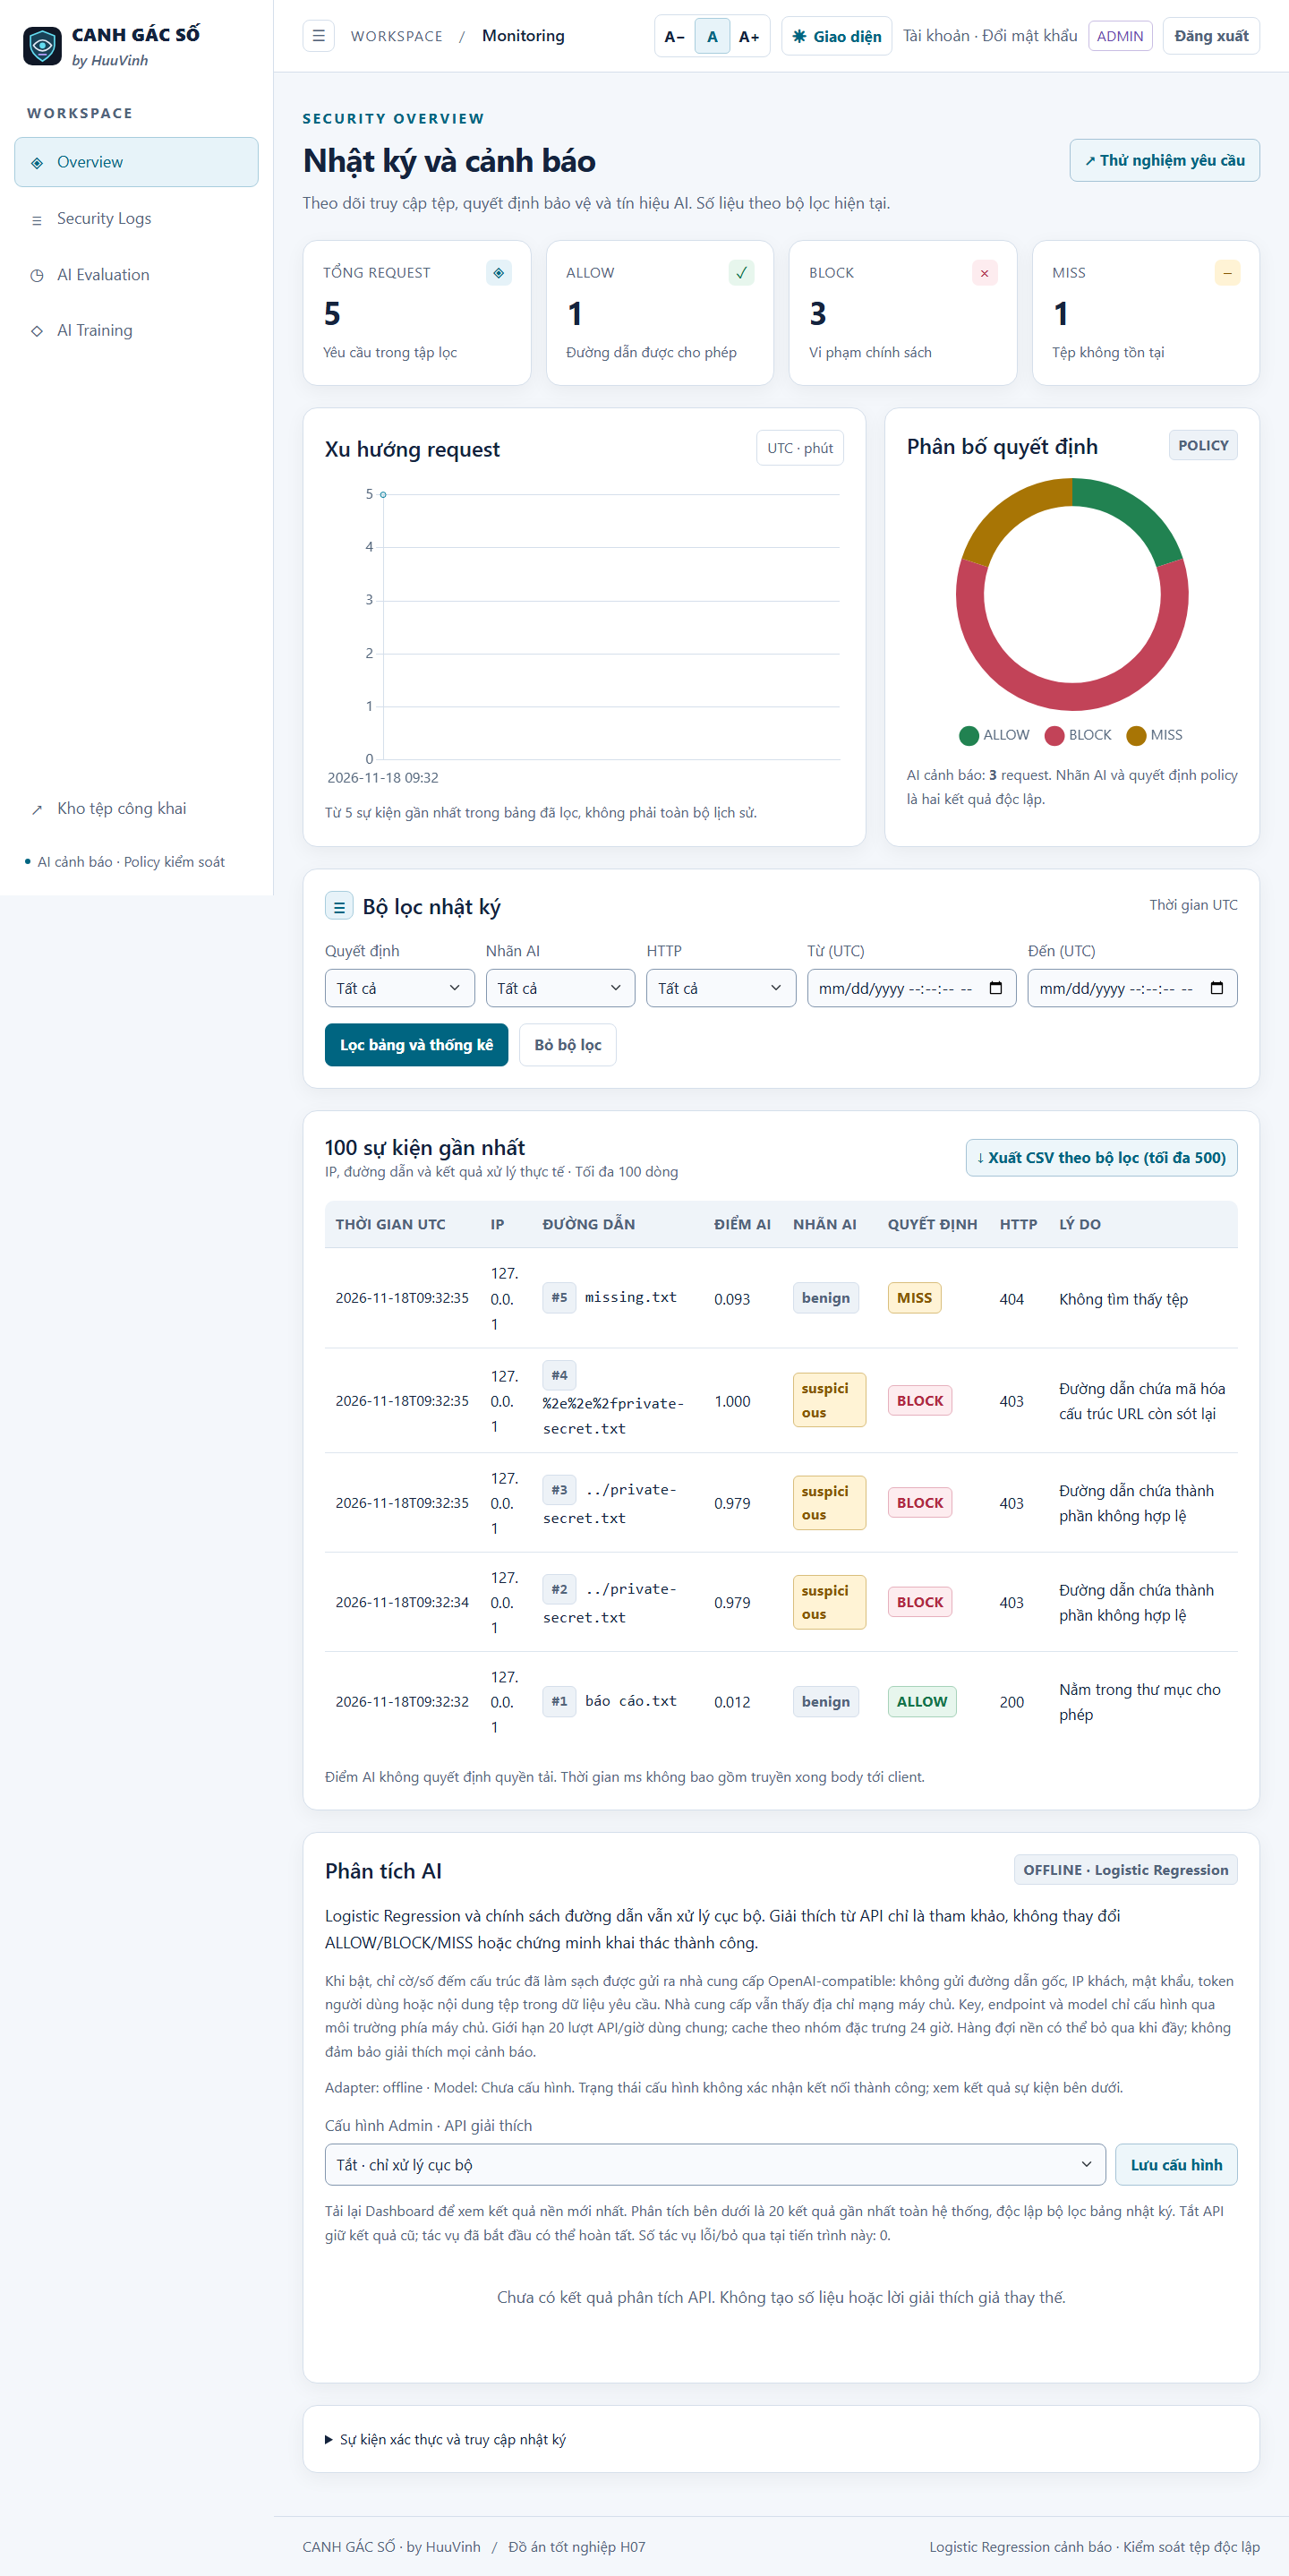 CANH GÁC SỐ
by HuuVinh
WORKSPACE
Overview
Security Logs
AI Evaluation
AI Training
Kho tệp công khai
AI cảnh báo · Policy kiểm soát
WORKSPACE / Monitoring
A−
A
A+
Giao diện
Tài khoản · Đổi mật khẩu
ADMIN
Đăng xuất
SECURITY OVERVIEW
Nhật ký và cảnh báo
↗ Thử nghiệm yêu cầu
Theo dõi truy cập tệp, quyết định bảo vệ và tín hiệu AI. Số liệu theo bộ lọc hiện tại.
TỔNG REQUEST
5
Yêu cầu trong tập lọc
ALLOW
1
Đường dẫn được cho phép
BLOCK
3
Vi phạm chính sách
MISS
1
Tệp không tồn tại
Xu hướng request
UTC · phút
5
4
3
2
1
0
2026-11-18 09:32
Từ 5 sự kiện gần nhất trong bảng đã lọc, không phải toàn bộ lịch sử.
Phân bố quyết định
POLICY
ALLOW BLOCK MISS
AI cảnh báo: 3 request. Nhãn AI và quyết định policy
là hai kết quả độc lập.
Bộ lọc nhật ký
Thời gian UTC
Quyết định Nhãn AI HTTP Từ (UTC) Đến (UTC)
Tất cả Tất cả Tất cả mm/dd/yyyy --:--:-- -- mm/dd/yyyy --:--:-- --
Lọc bảng và thống kê
Bỏ bộ lọc
100 sự kiện gần nhất
IP, đường dẫn và kết quả xử lý thực tế · Tối đa 100 dòng
↓ Xuất CSV theo bộ lọc (tối đa 500)
THỜI GIAN UTC IP ĐƯỜNG DẪN ĐIỂM AI NHÃN AI QUYẾT ĐỊNH HTTP LÝ DO
2026-11-18T09:32:35
127.
0.0.
1
#5 missing.txt
0.093
benign
MISS
404
Không tìm thấy tệp
2026-11-18T09:32:35
127.
0.0.
1
#4
%2e%2e%2fprivate-
secret.txt
1.000
suspici
ous
BLOCK
403
Đường dẫn chứa mã hóa
cấu trúc URL còn sót lại
2026-11-18T09:32:35
127.
0.0.
1
#3 ../private-
secret.txt
0.979
suspici
ous
BLOCK
403
Đường dẫn chứa thành
phần không hợp lệ
2026-11-18T09:32:34
127.
0.0.
1
#2 ../private-
secret.txt
0.979
suspici
ous
BLOCK
403
Đường dẫn chứa thành
phần không hợp lệ
2026-11-18T09:32:32
127.
0.0.
1
#1 báo cáo.txt
0.012
benign
ALLOW
200
Nằm trong thư mục cho
phép
Điểm AI không quyết định quyền tải. Thời gian ms không bao gồm truyền xong body tới client.
Phân tích AI
OFFLINE · Logistic Regression
Logistic Regression và chính sách đường dẫn vẫn xử lý cục bộ. Giải thích từ API chỉ là tham khảo, không thay đổi
ALLOW/BLOCK/MISS hoặc chứng minh khai thác thành công.
Khi bật, chỉ cờ/số đếm cấu trúc đã làm sạch được gửi ra nhà cung cấp OpenAI-compatible: không gửi đường dẫn gốc, IP khách, mật khẩu, token
người dùng hoặc nội dung tệp trong dữ liệu yêu cầu. Nhà cung cấp vẫn thấy địa chỉ mạng máy chủ. Key, endpoint và model chỉ cấu hình qua
môi trường phía máy chủ. Giới hạn 20 lượt API/giờ dùng chung; cache theo nhóm đặc trưng 24 giờ. Hàng đợi nền có thể bỏ qua khi đầy; không
đảm bảo giải thích mọi cảnh báo.
Adapter: offline · Model: Chưa cấu hình. Trạng thái cấu hình không xác nhận kết nối thành công; xem kết quả sự kiện bên dưới.
Cấu hình Admin · API giải thích
Tắt · chỉ xử lý cục bộ
Lưu cấu hình
Tải lại Dashboard để xem kết quả nền mới nhất. Phân tích bên dưới là 20 kết quả gần nhất toàn hệ thống, độc lập bộ lọc bảng nhật ký. Tắt API
giữ kết quả cũ; tác vụ đã bắt đầu có thể hoàn tất. Số tác vụ lỗi/bỏ qua tại tiến trình này: 0.
Chưa có kết quả phân tích API. Không tạo số liệu hoặc lời giải thích giả thay thế.
Sự kiện xác thực và truy cập nhật ký
CANH GÁC SỐ · by HuuVinh / Đồ án tốt nghiệp H07
Logistic Regression cảnh báo · Kiểm soát tệp độc lập